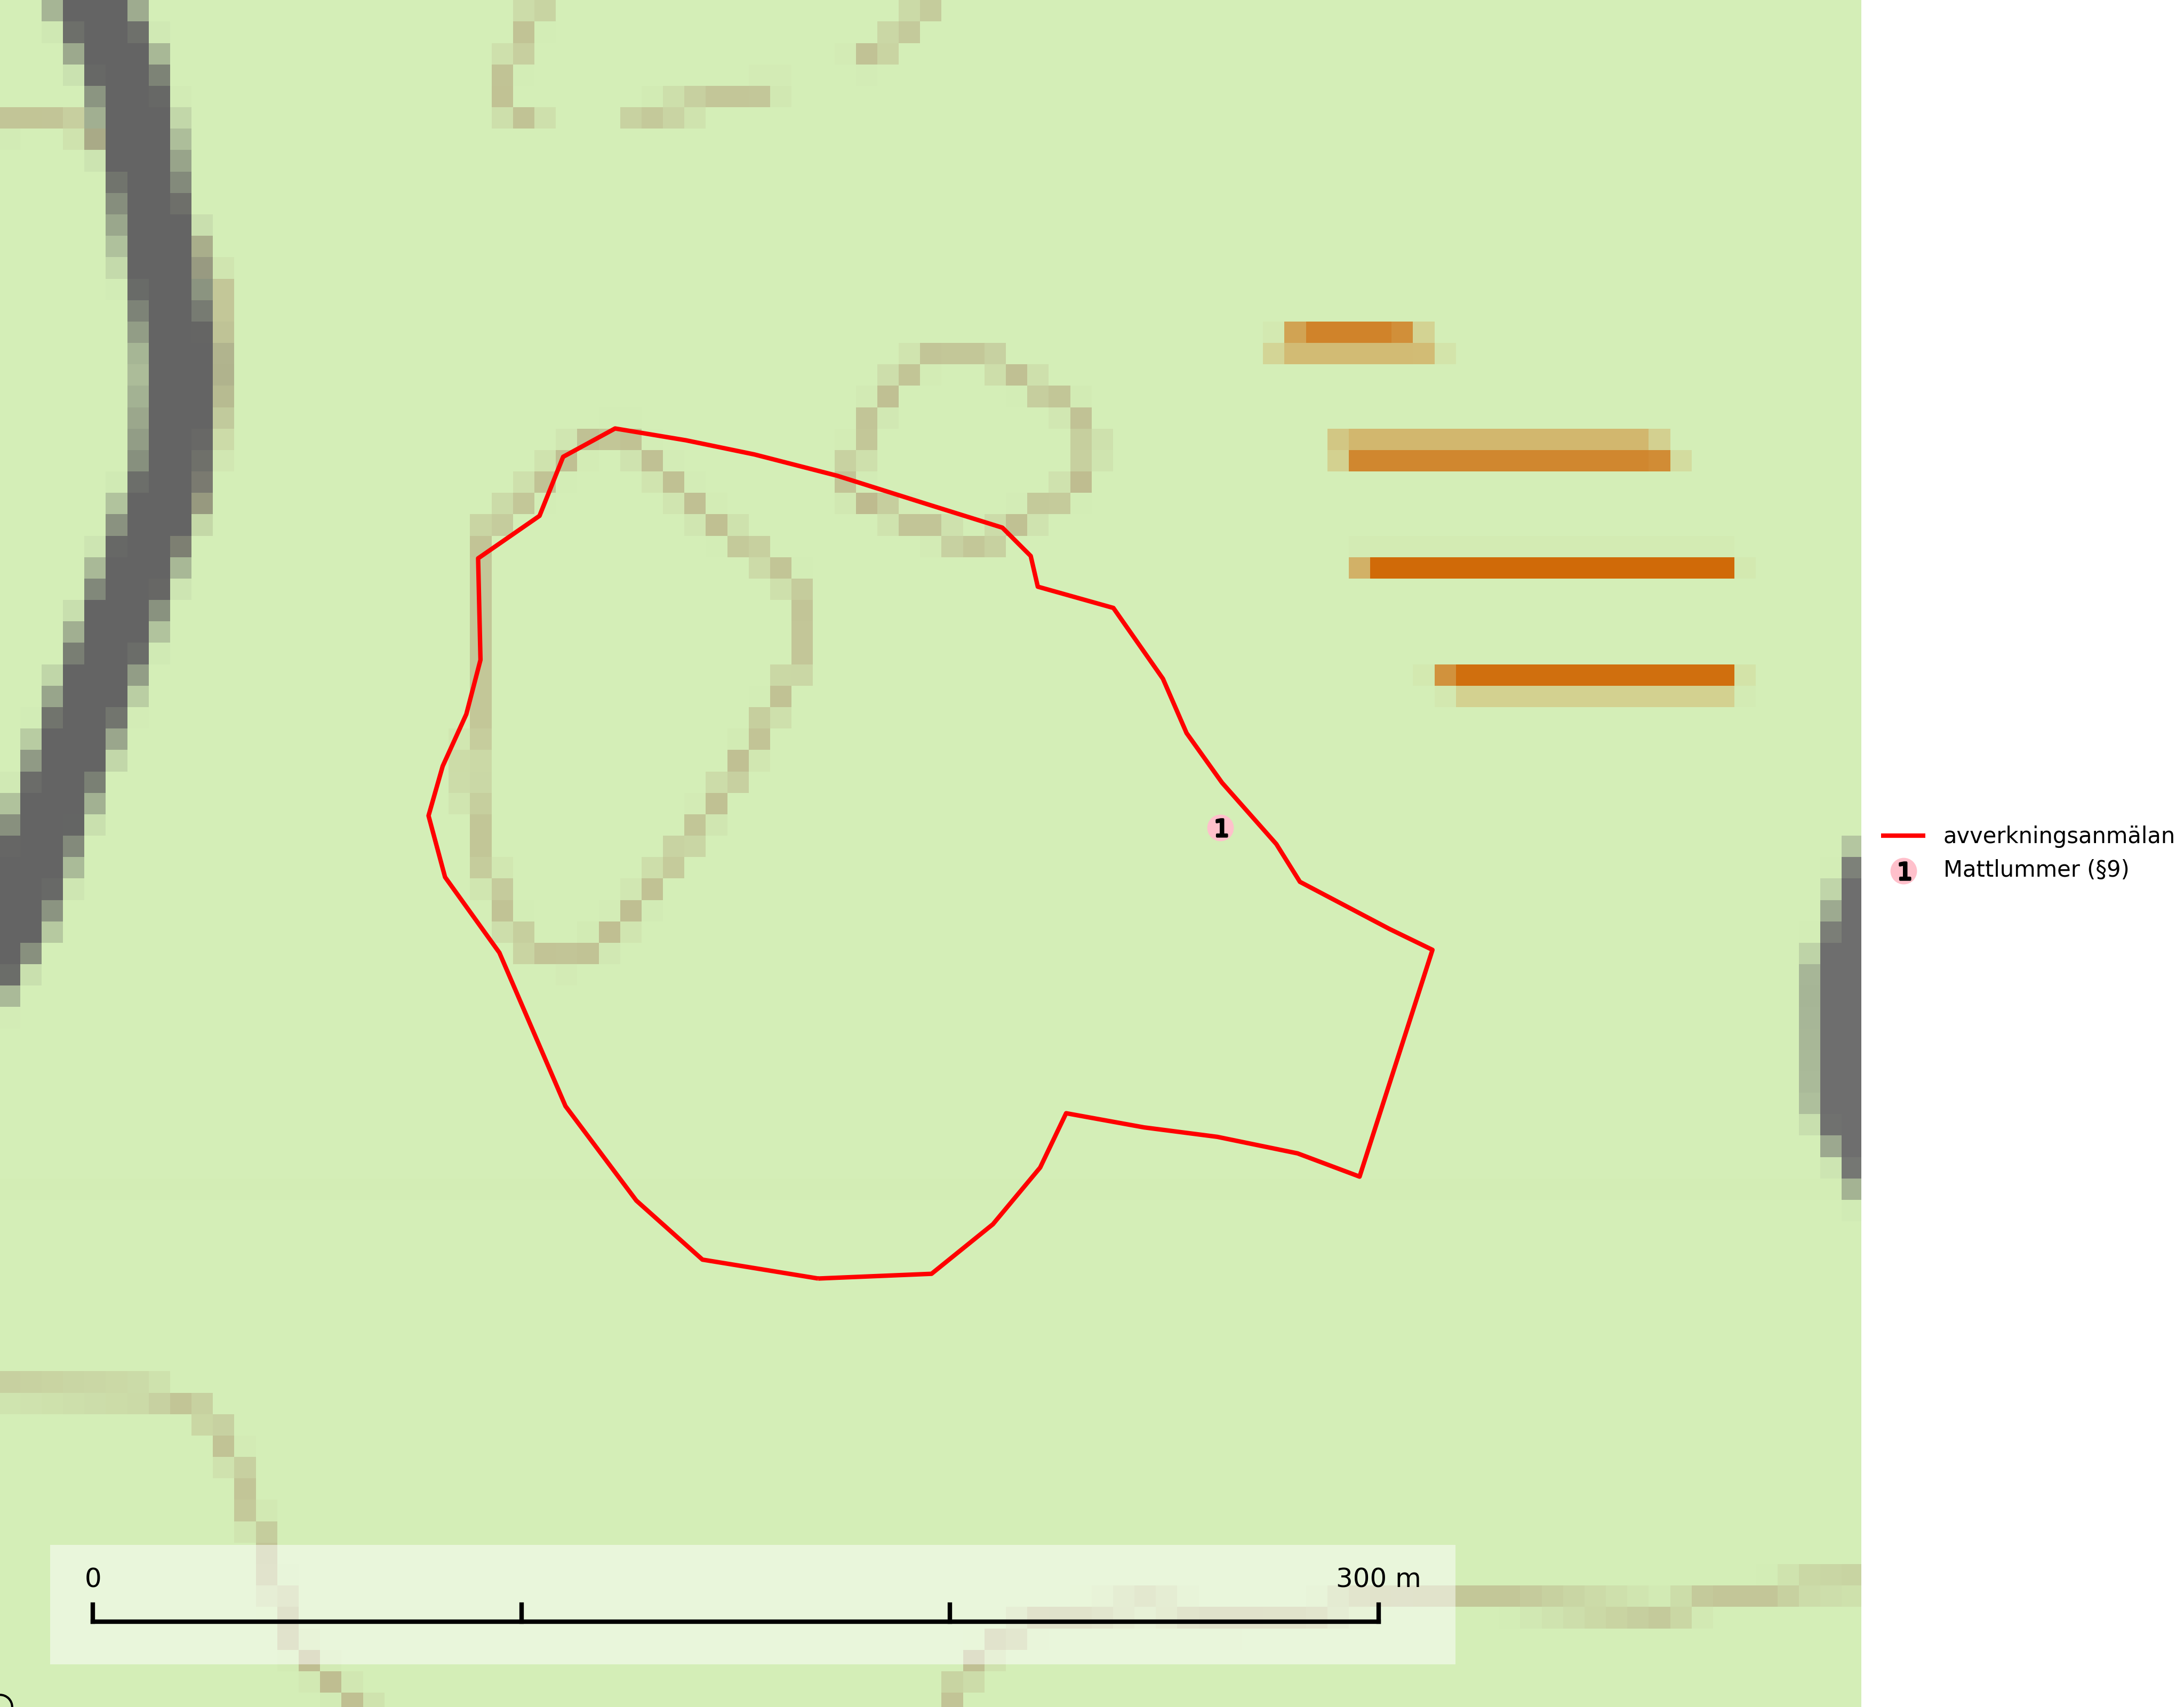 1
avverkningsanmälan
1 Mattlummer (§9)
0 300 m